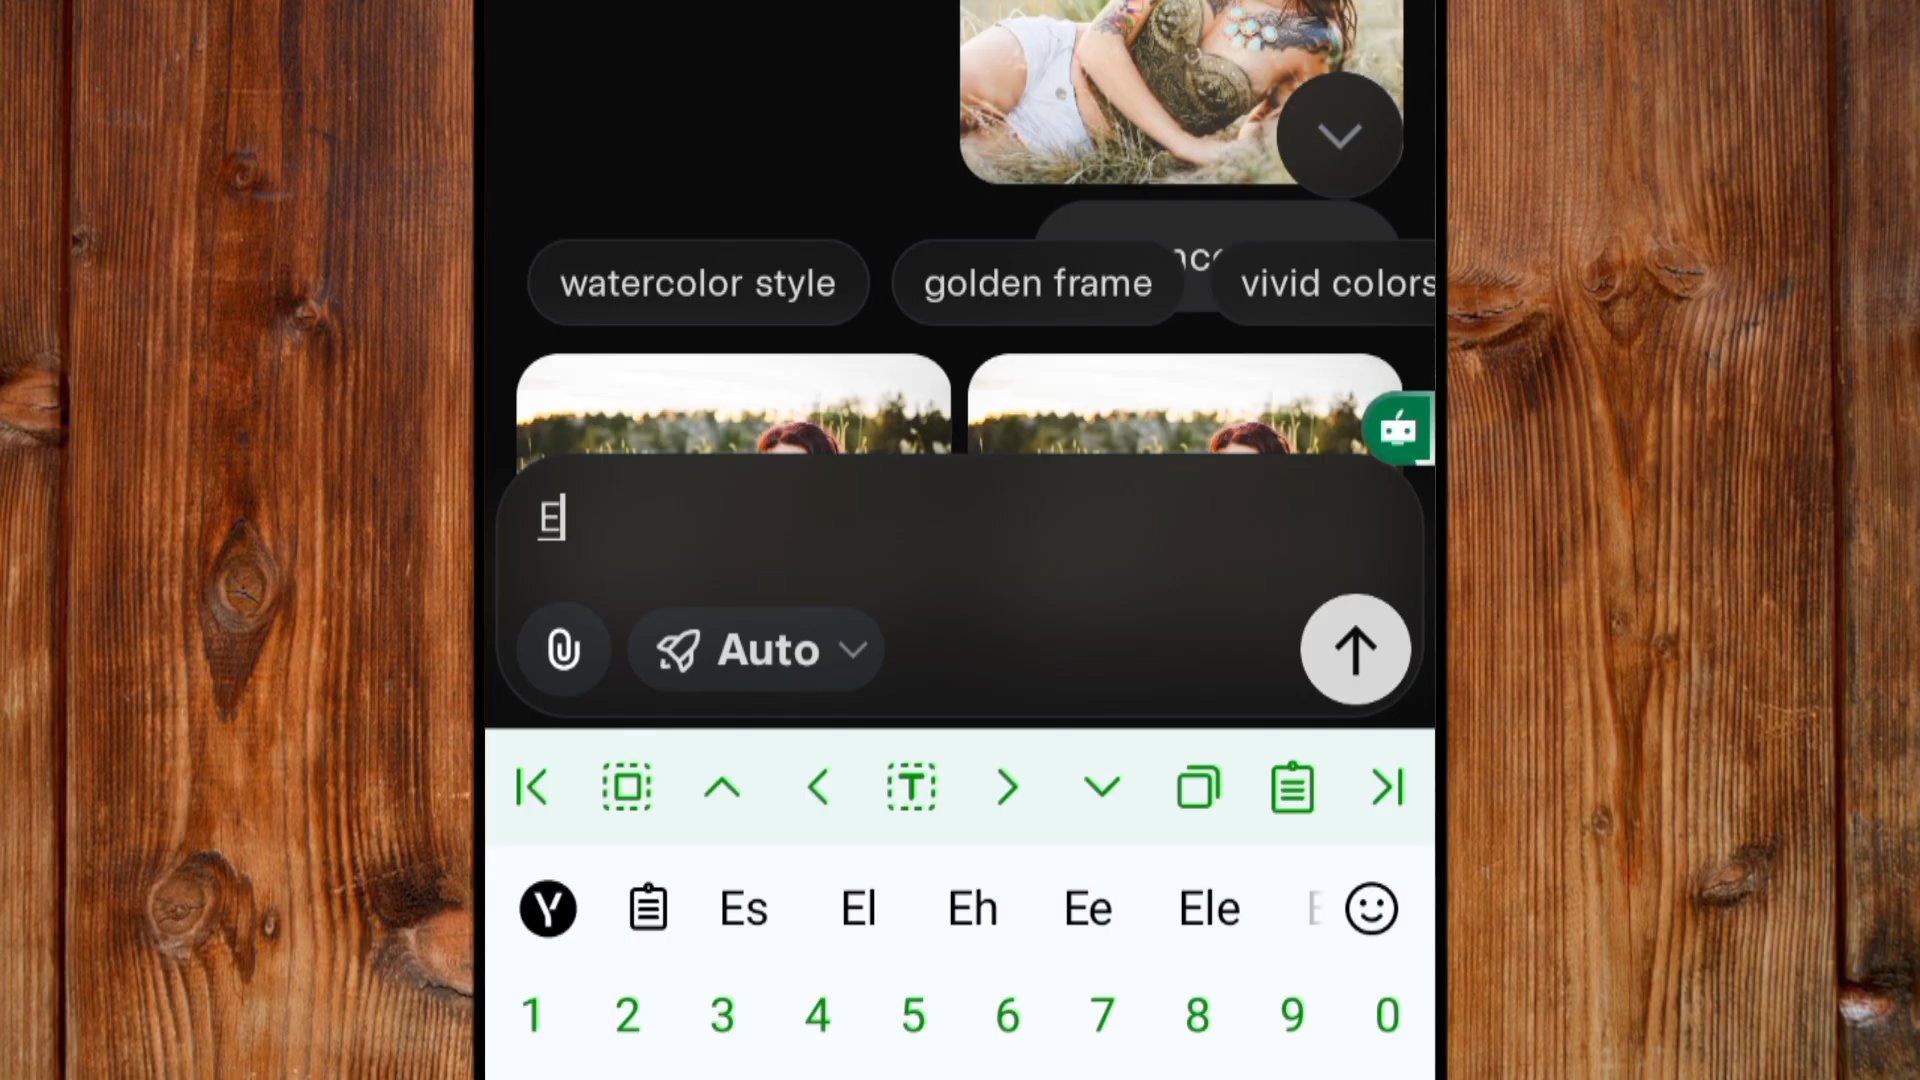 watercolor style
golden frame
vivid colors
E
Auto
Es El Eh Ee Ele
1 2 3 4 5 6 7 8 9 0